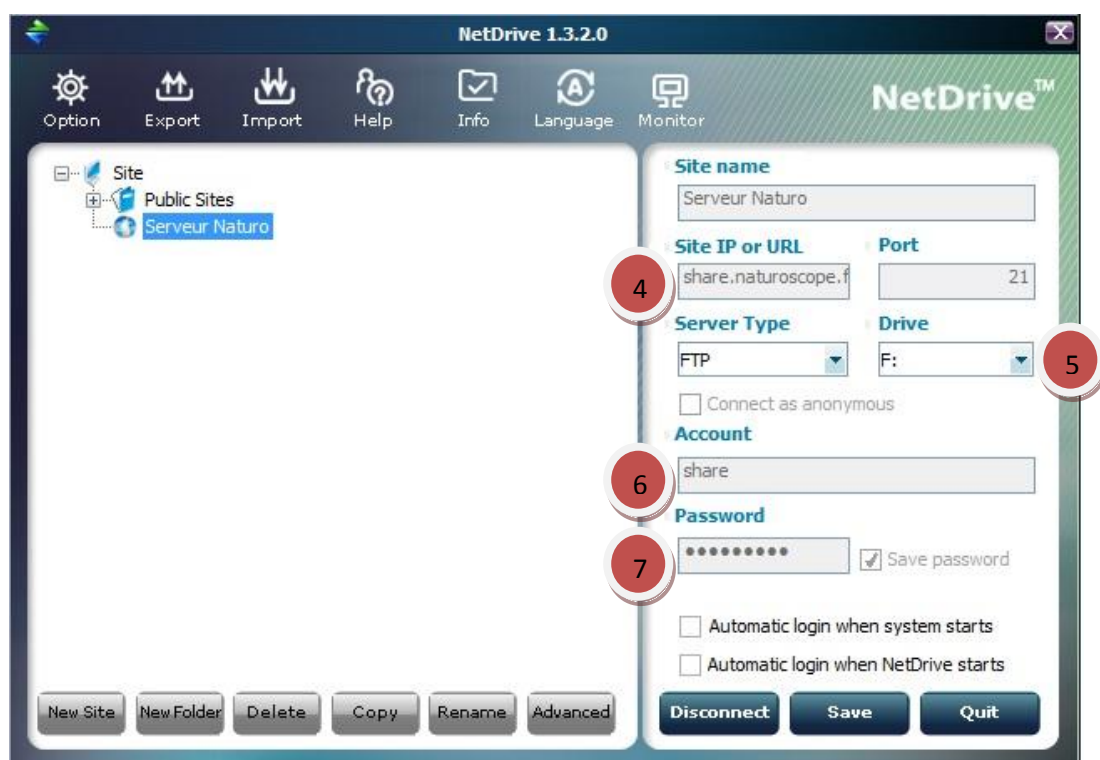 NetDrive 1.3.2.0
Option Export Import Help Info Language Monitor
NetDrive™
Site
Public Sites
Serveur Naturo
Site name
Serveur Naturo
Site IP or URL Port
4 share.naturoscope.f 21
Server Type Drive
FTP F: 5
Connect as anonymous
Account
6 share
Password
7 ●●●●●●●●● Save password
Automatic login when system starts
Automatic login when NetDrive starts
New Site New Folder Delete Copy Rename Advanced Disconnect Save Quit